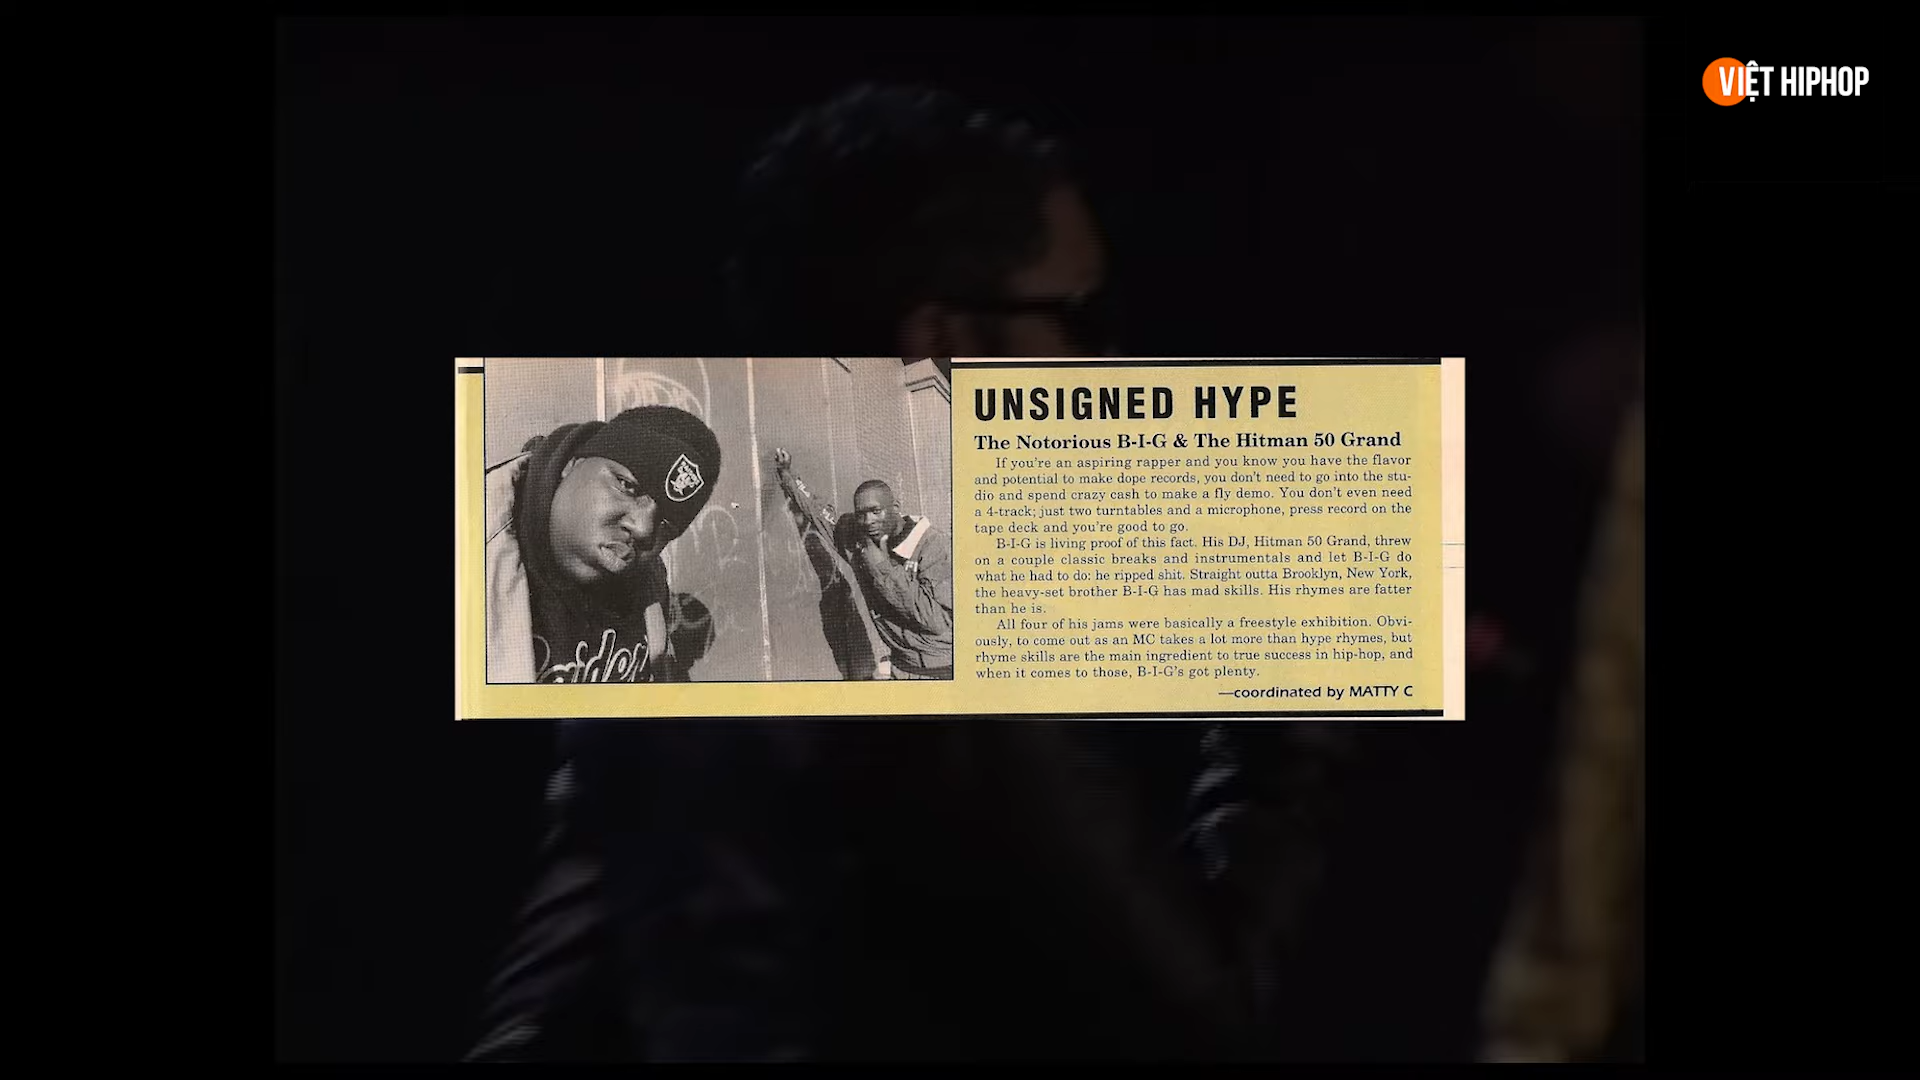 VIỆT HIPHOP
UNSIGNED HYPE
The Notorious B-I-G & The Hitman 50 Grand
If you're an aspiring rapper and you know you have the flavor
and potential to make dope records, you don't need to go into the stu-
dio and spend crazy cash to make a fly demo. You don't even need
a 4-track; just two turntables and a microphone, press record on the
tape deck and you're good to go.
B-I-G is living proof of this fact. His DJ, Hitman 50 Grand, threw
on a couple classic breaks and instrumentals and let B-I-G do
what he had to do: he ripped shit. Straight outta Brooklyn, New York,
the heavy-set brother B-I-G has mad skills. His rhymes are fatter
than he is.
All four of his jams were basically a freestyle exhibition. Obvi-
ously, to come out as an MC takes a lot more than hype rhymes, but
rhyme skills are the main ingredient to true success in hip-hop, and
when it comes to those, B-I-G's got plenty.
—coordinated by MATTY C